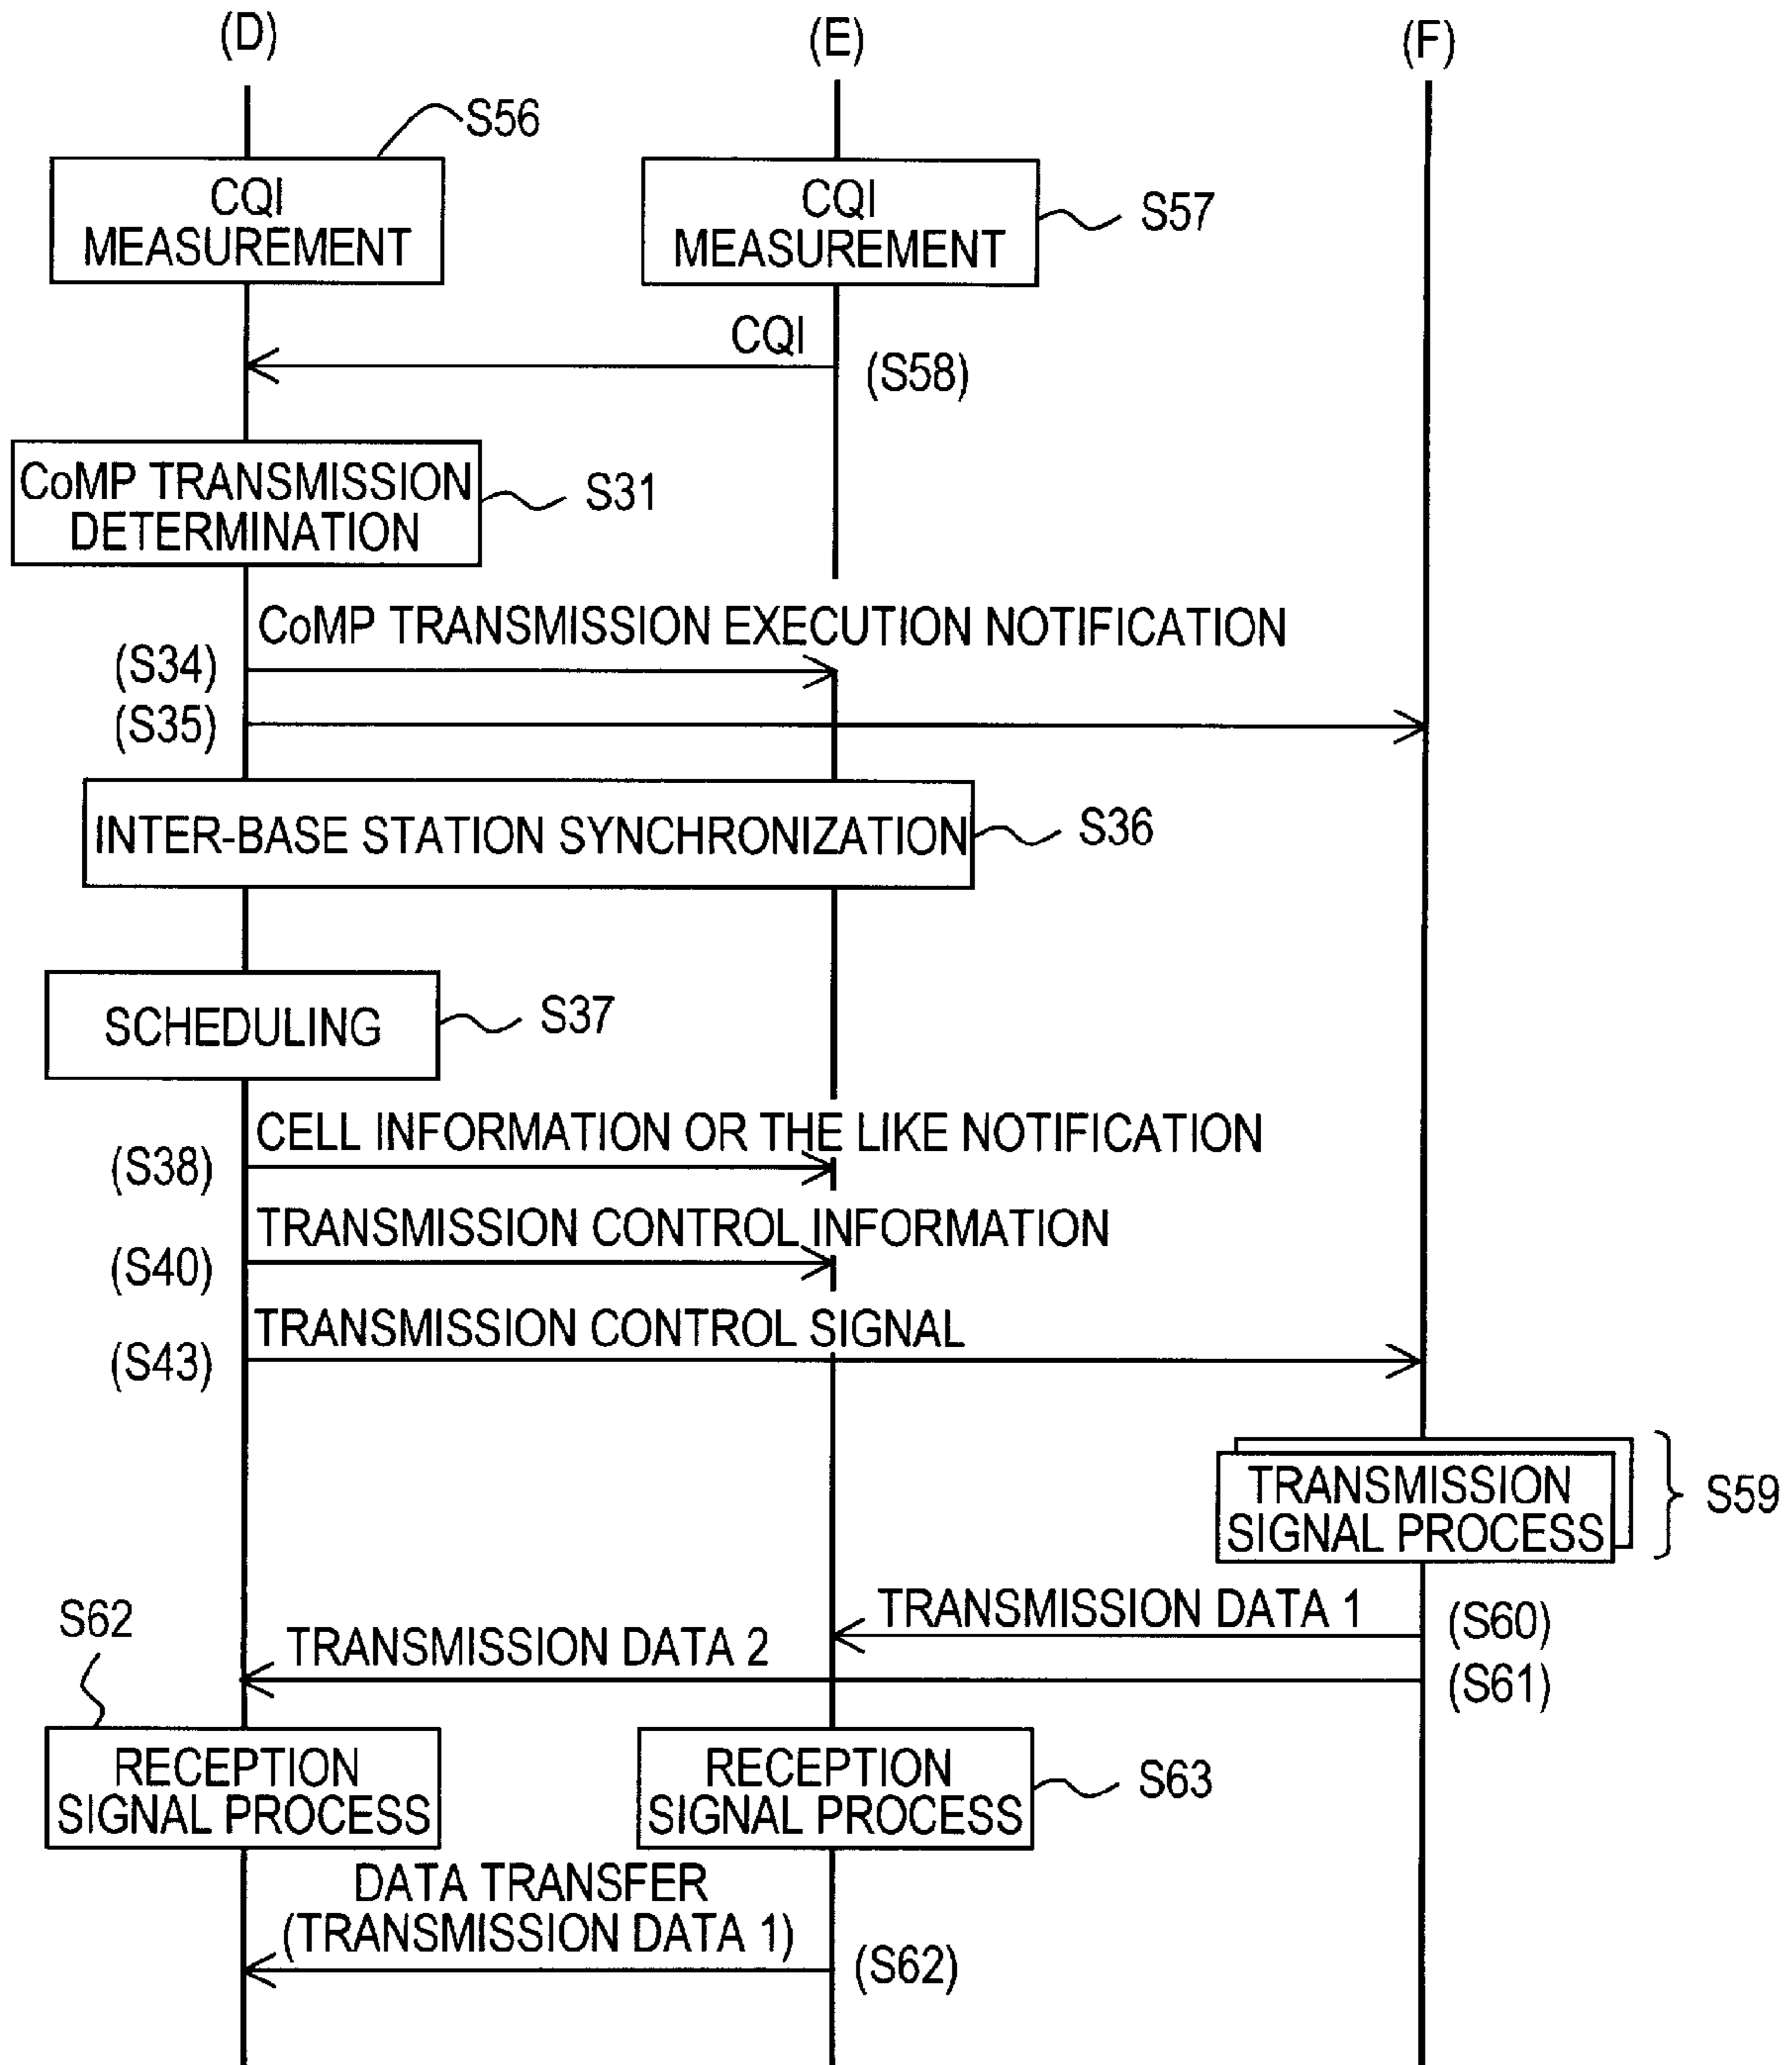 (D)
(E)
(F)
S56
CQI
MEASUREMENT
CQI
MEASUREMENT
S57
CQI
(S58)
CoMP TRANSMISSION
DETERMINATION
S31
CoMP TRANSMISSION EXECUTION NOTIFICATION
(S34)
(S35)
INTER-BASE STATION SYNCHRONIZATION
S36
SCHEDULING
S37
CELL INFORMATION OR THE LIKE NOTIFICATION
(S38)
TRANSMISSION CONTROL INFORMATION
(S40)
TRANSMISSION CONTROL SIGNAL
(S43)
TRANSMISSION
SIGNAL PROCESS
S59
TRANSMISSION DATA 1
(S60)
S62
TRANSMISSION DATA 2
(S61)
RECEPTION
SIGNAL PROCESS
RECEPTION
SIGNAL PROCESS
S63
DATA TRANSFER
(TRANSMISSION DATA 1)
(S62)